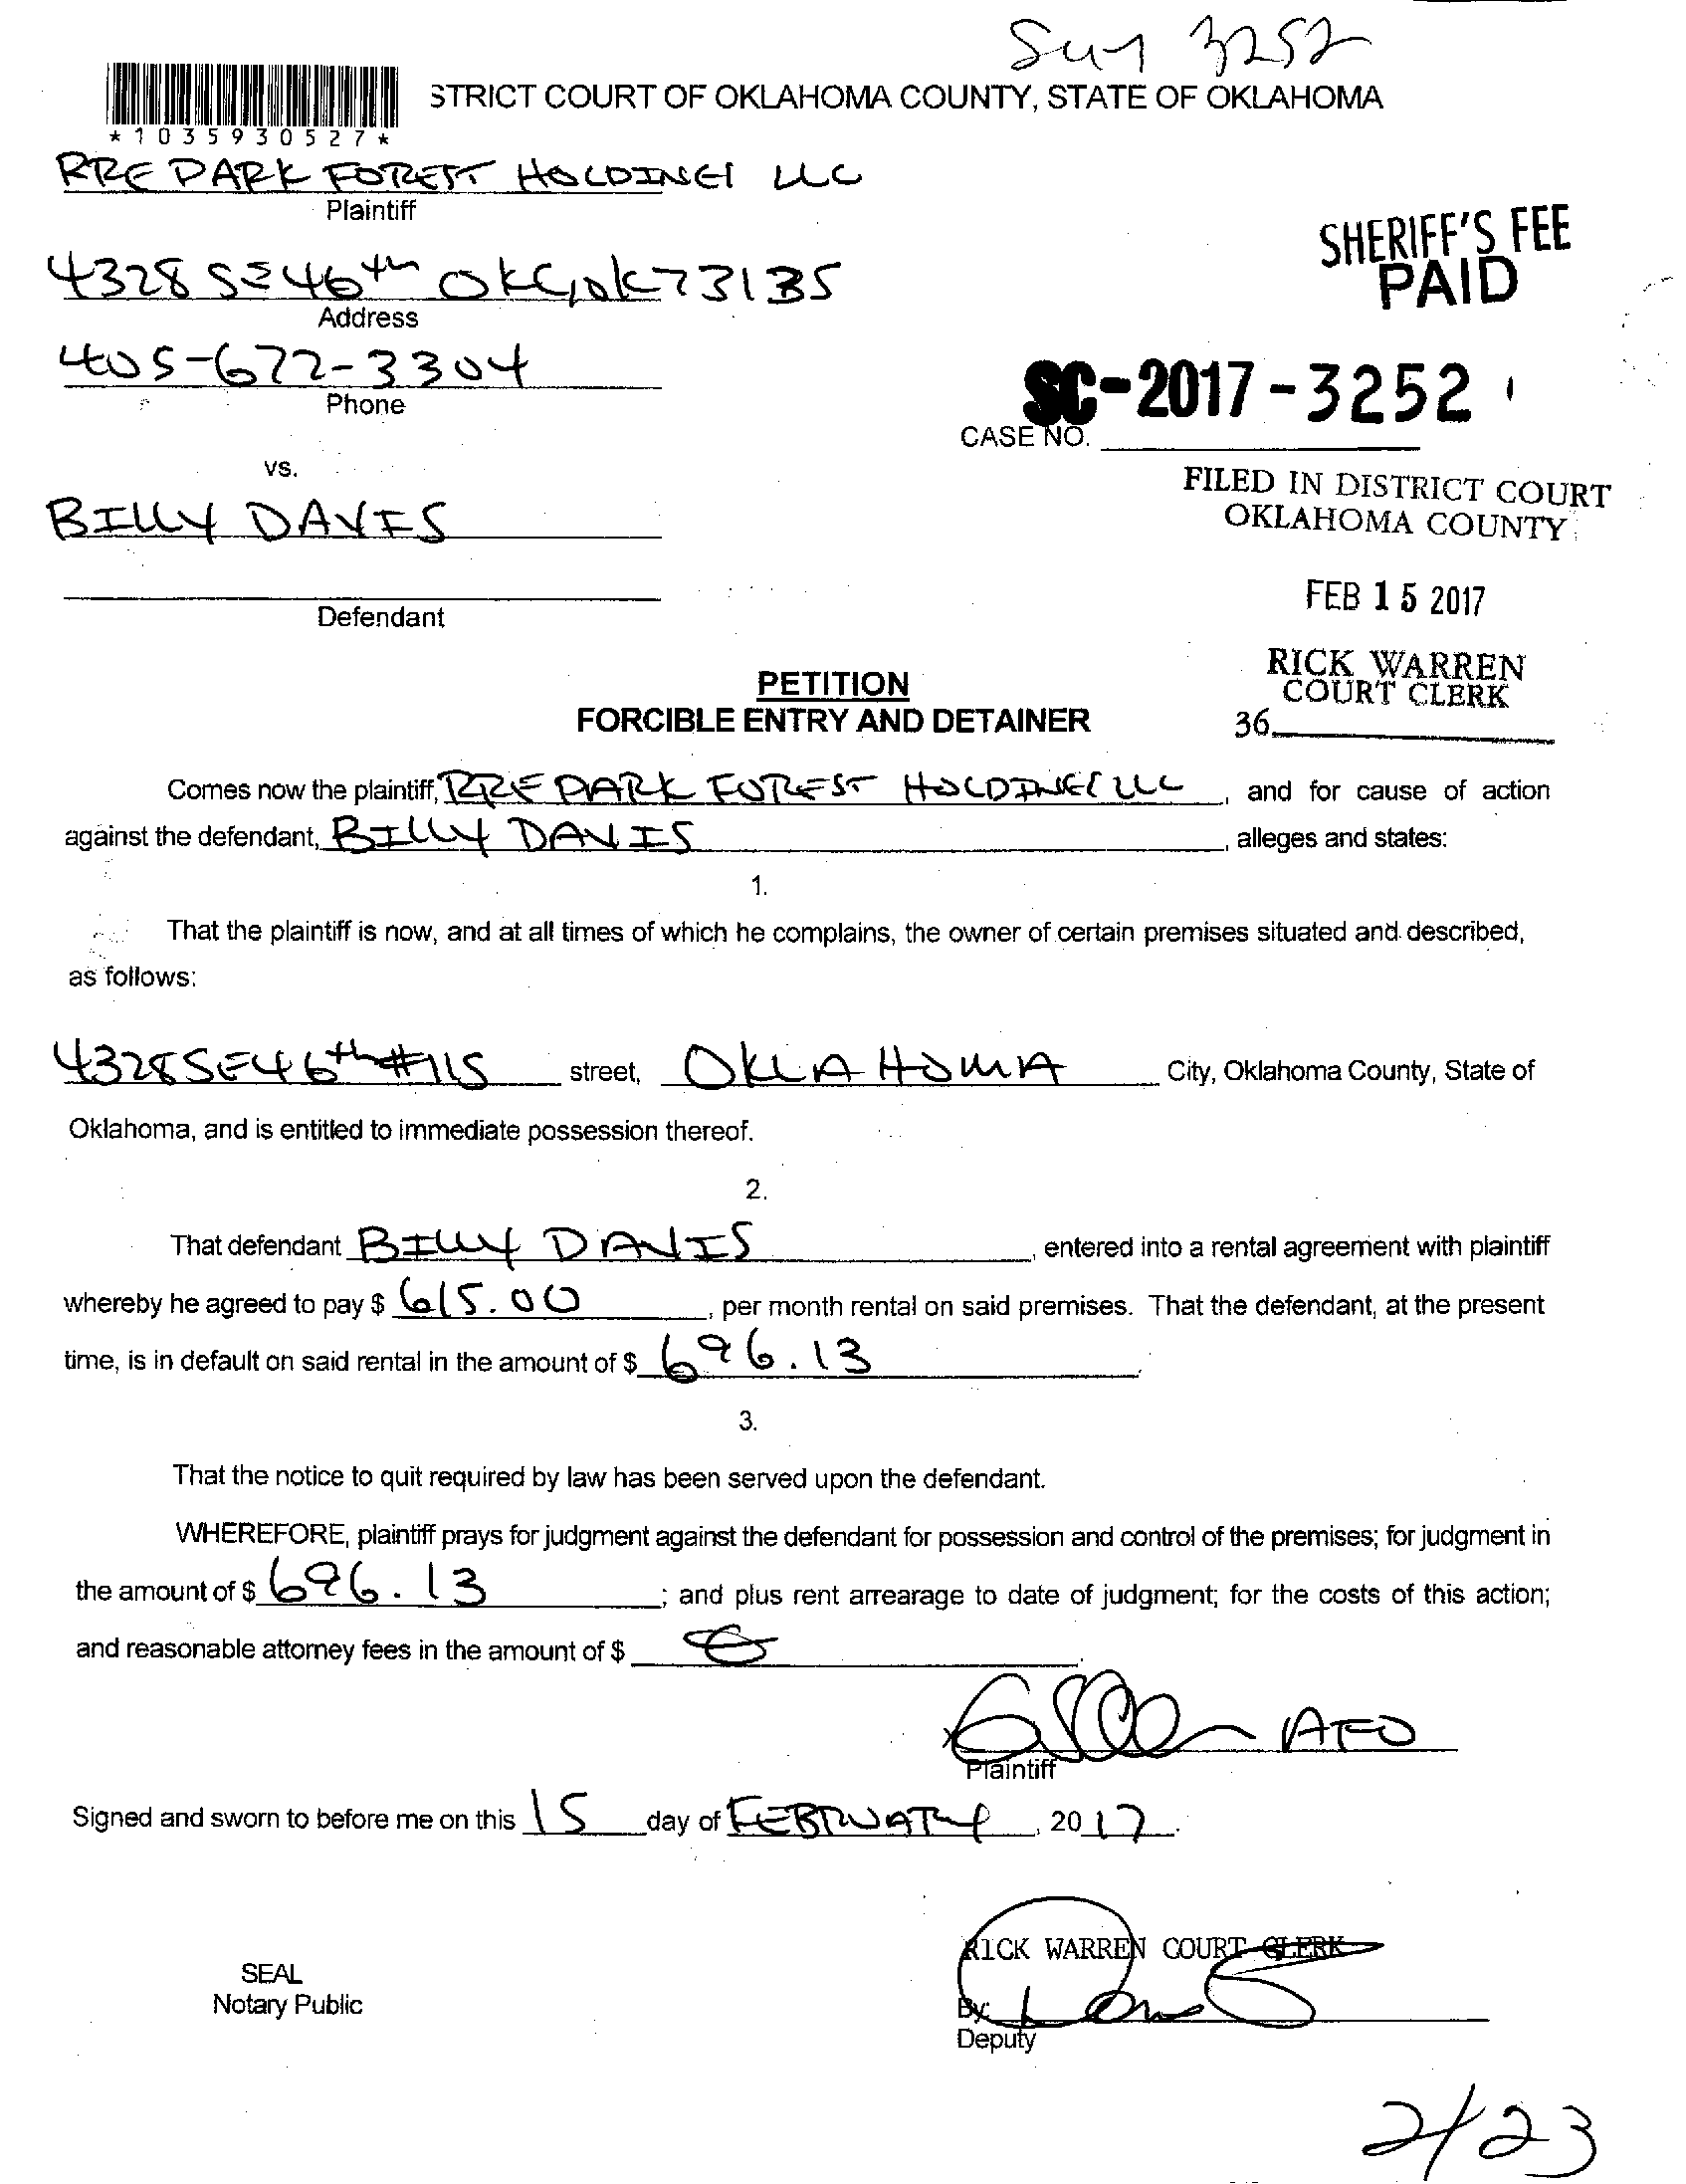 3252
STRICT COURT OF OKLAHOMA COUNTY, STATE OF OKLAHOMA
*1035930527*
RRE PARK FOREST HOLDINGS LLC
Plaintiff
SHERIFF'S FEE
PAID
4328 SE 46th OKC, OK 73135
Address
405-672-3304
Phone
SC-2017-3252
CASE NO.
vs.
FILED IN DISTRICT COURT
OKLAHOMA COUNTY
BILLY DAVIS
FEB 15 2017
Defendant
RICK WARREN
COURT CLERK
36
PETITION
FORCIBLE ENTRY AND DETAINER
Comes now the plaintiff, RRE PARK FOREST HOLDINGS LLC, and for cause of action
against the defendant, BILLY DAVIS, alleges and states:
1.
That the plaintiff is now, and at all times of which he complains, the owner of certain premises situated and described,
as follows:
4328 SE 46th #115 street, OKLAHOMA City, Oklahoma County, State of
Oklahoma, and is entitled to immediate possession thereof.
2.
That defendant BILLY DAVIS, entered into a rental agreement with plaintiff
whereby he agreed to pay $ 615.00, per month rental on said premises. That the defendant, at the present
time, is in default on said rental in the amount of $ 696.13.
3.
That the notice to quit required by law has been served upon the defendant.
WHEREFORE, plaintiff prays for judgment against the defendant for possession and control of the premises; for judgment in
the amount of $ 696.13; and plus rent arrearage to date of judgment; for the costs of this action;
and reasonable attorney fees in the amount of $
Plaintiff
Signed and sworn to before me on this 15 day of FEBRUARY, 2017.
RICK WARREN COURT CLERK
SEAL
Notary Public
By:
Deputy
2/23